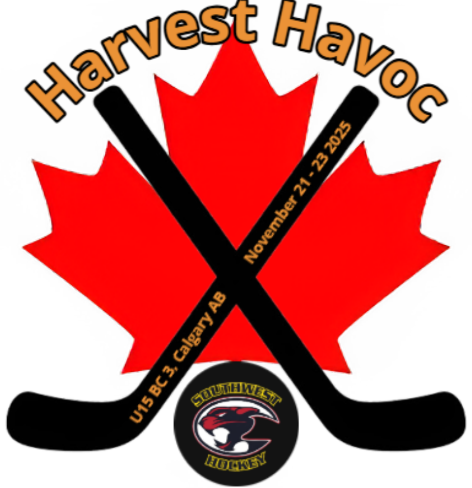 Harvest Havoc
November 21 - 23 2025
U15 BC 3, Calgary AB
SOUTHWEST
HOCKEY